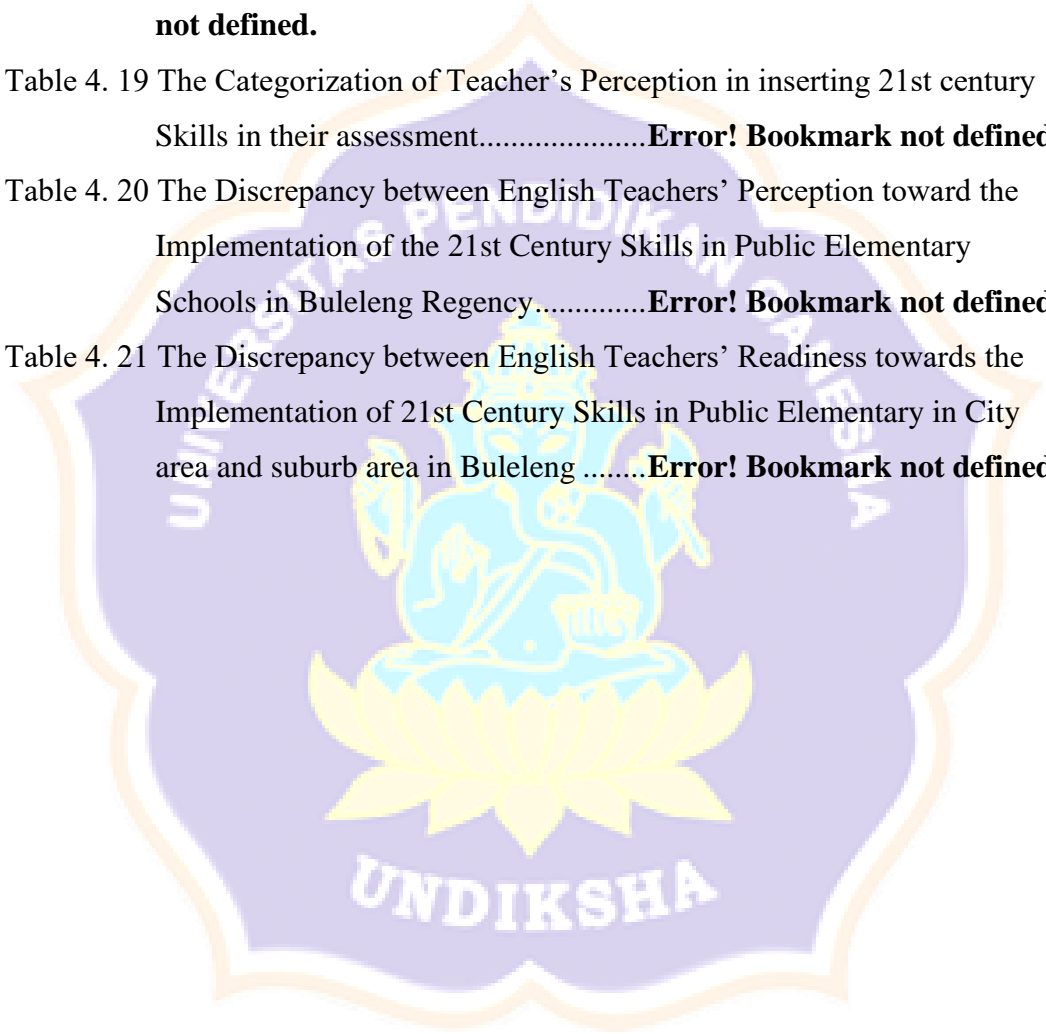 not defined.
Table 4. 19 The Categorization of Teacher’s Perception in inserting 21st century
Skills in their assessment.....................Error! Bookmark not defined
Table 4. 20 The Discrepancy between English Teachers’ Perception toward the
Implementation of the 21st Century Skills in Public Elementary
Schools in Buleleng Regency..............Error! Bookmark not defined
Table 4. 21 The Discrepancy between English Teachers’ Readiness towards the
Implementation of 21st Century Skills in Public Elementary in City
area and suburb area in Buleleng ........Error! Bookmark not defined
UNIVERSITAS PENDIDIKAN GANESHA
UNDIKSHA